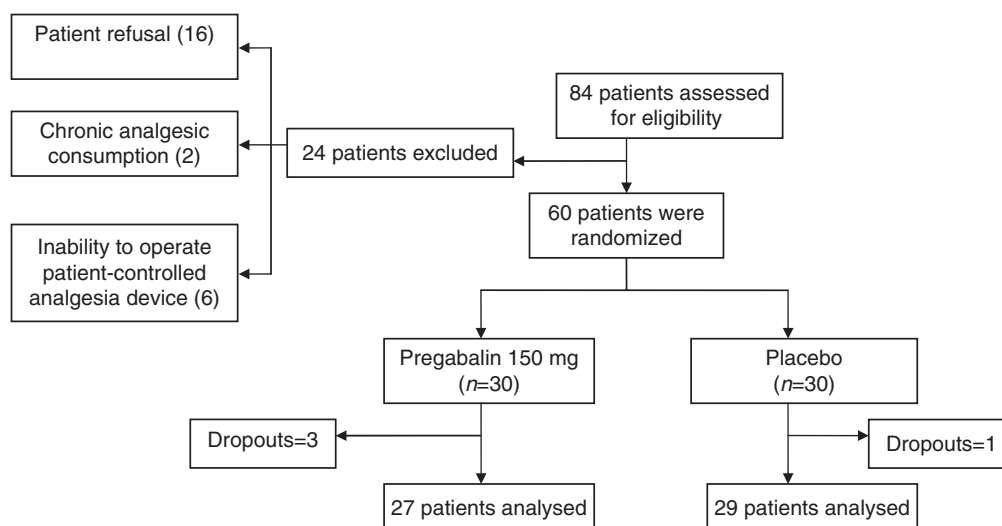 Patient refusal (16)
84 patients assessed
for eligibility
Chronic analgesic
consumption (2)
24 patients excluded
60 patients were
randomized
Inability to operate
patient-controlled
analgesia device (6)
Pregabalin 150 mg
(n=30)
Placebo
(n=30)
Dropouts=3
Dropouts=1
27 patients analysed
29 patients analysed